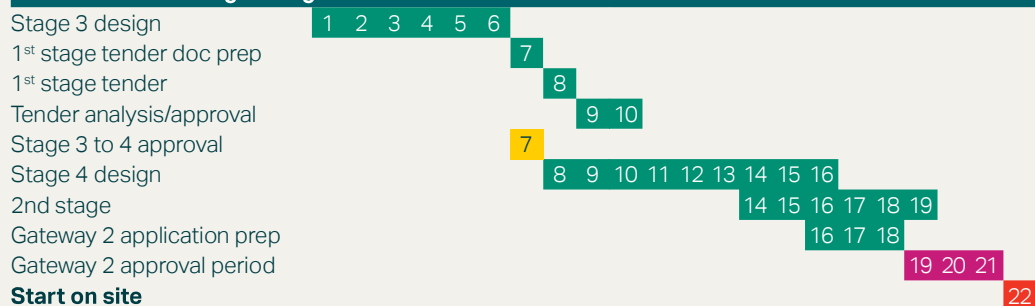 Stage 3 design 1 2 3 4 5 6
1st stage tender doc prep 7
1st stage tender 8
Tender analysis/approval 9 10
Stage 3 to 4 approval 7
Stage 4 design 8 9 10 11 12 13 14 15 16
2nd stage 14 15 16 17 18 19
Gateway 2 application prep 16 17 18
Gateway 2 approval period 19 20 21
Start on site 22